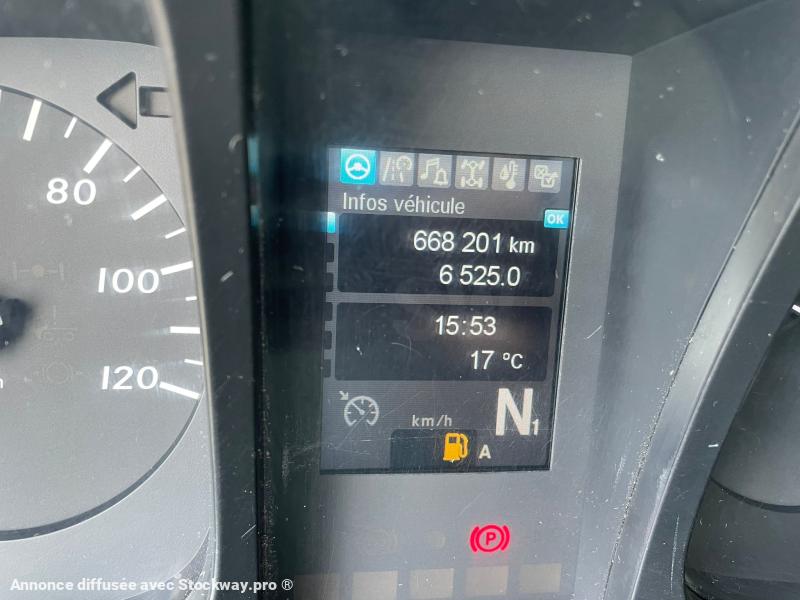 80
100
120
Infos véhicule
OK
668 201 km
6 525.0
15:53
17 °C
km/h
N1
A
P
Annonce diffusée avec Stockway.pro ®